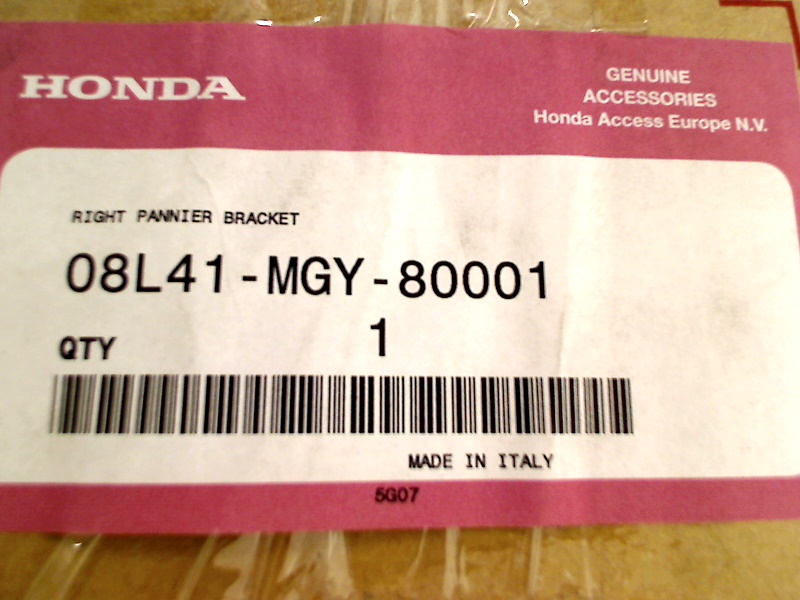 HONDA
GENUINE
ACCESSORIES
Honda Access Europe N.V.
RIGHT PANNIER BRACKET
08L41-MGY-80001
QTY 1
MADE IN ITALY
5G07